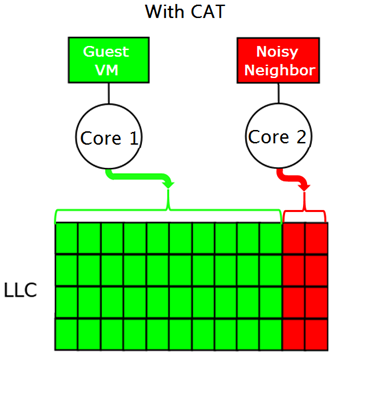 With CAT
Guest
VM
Noisy
Neighbor
Core 1
Core 2
LLC